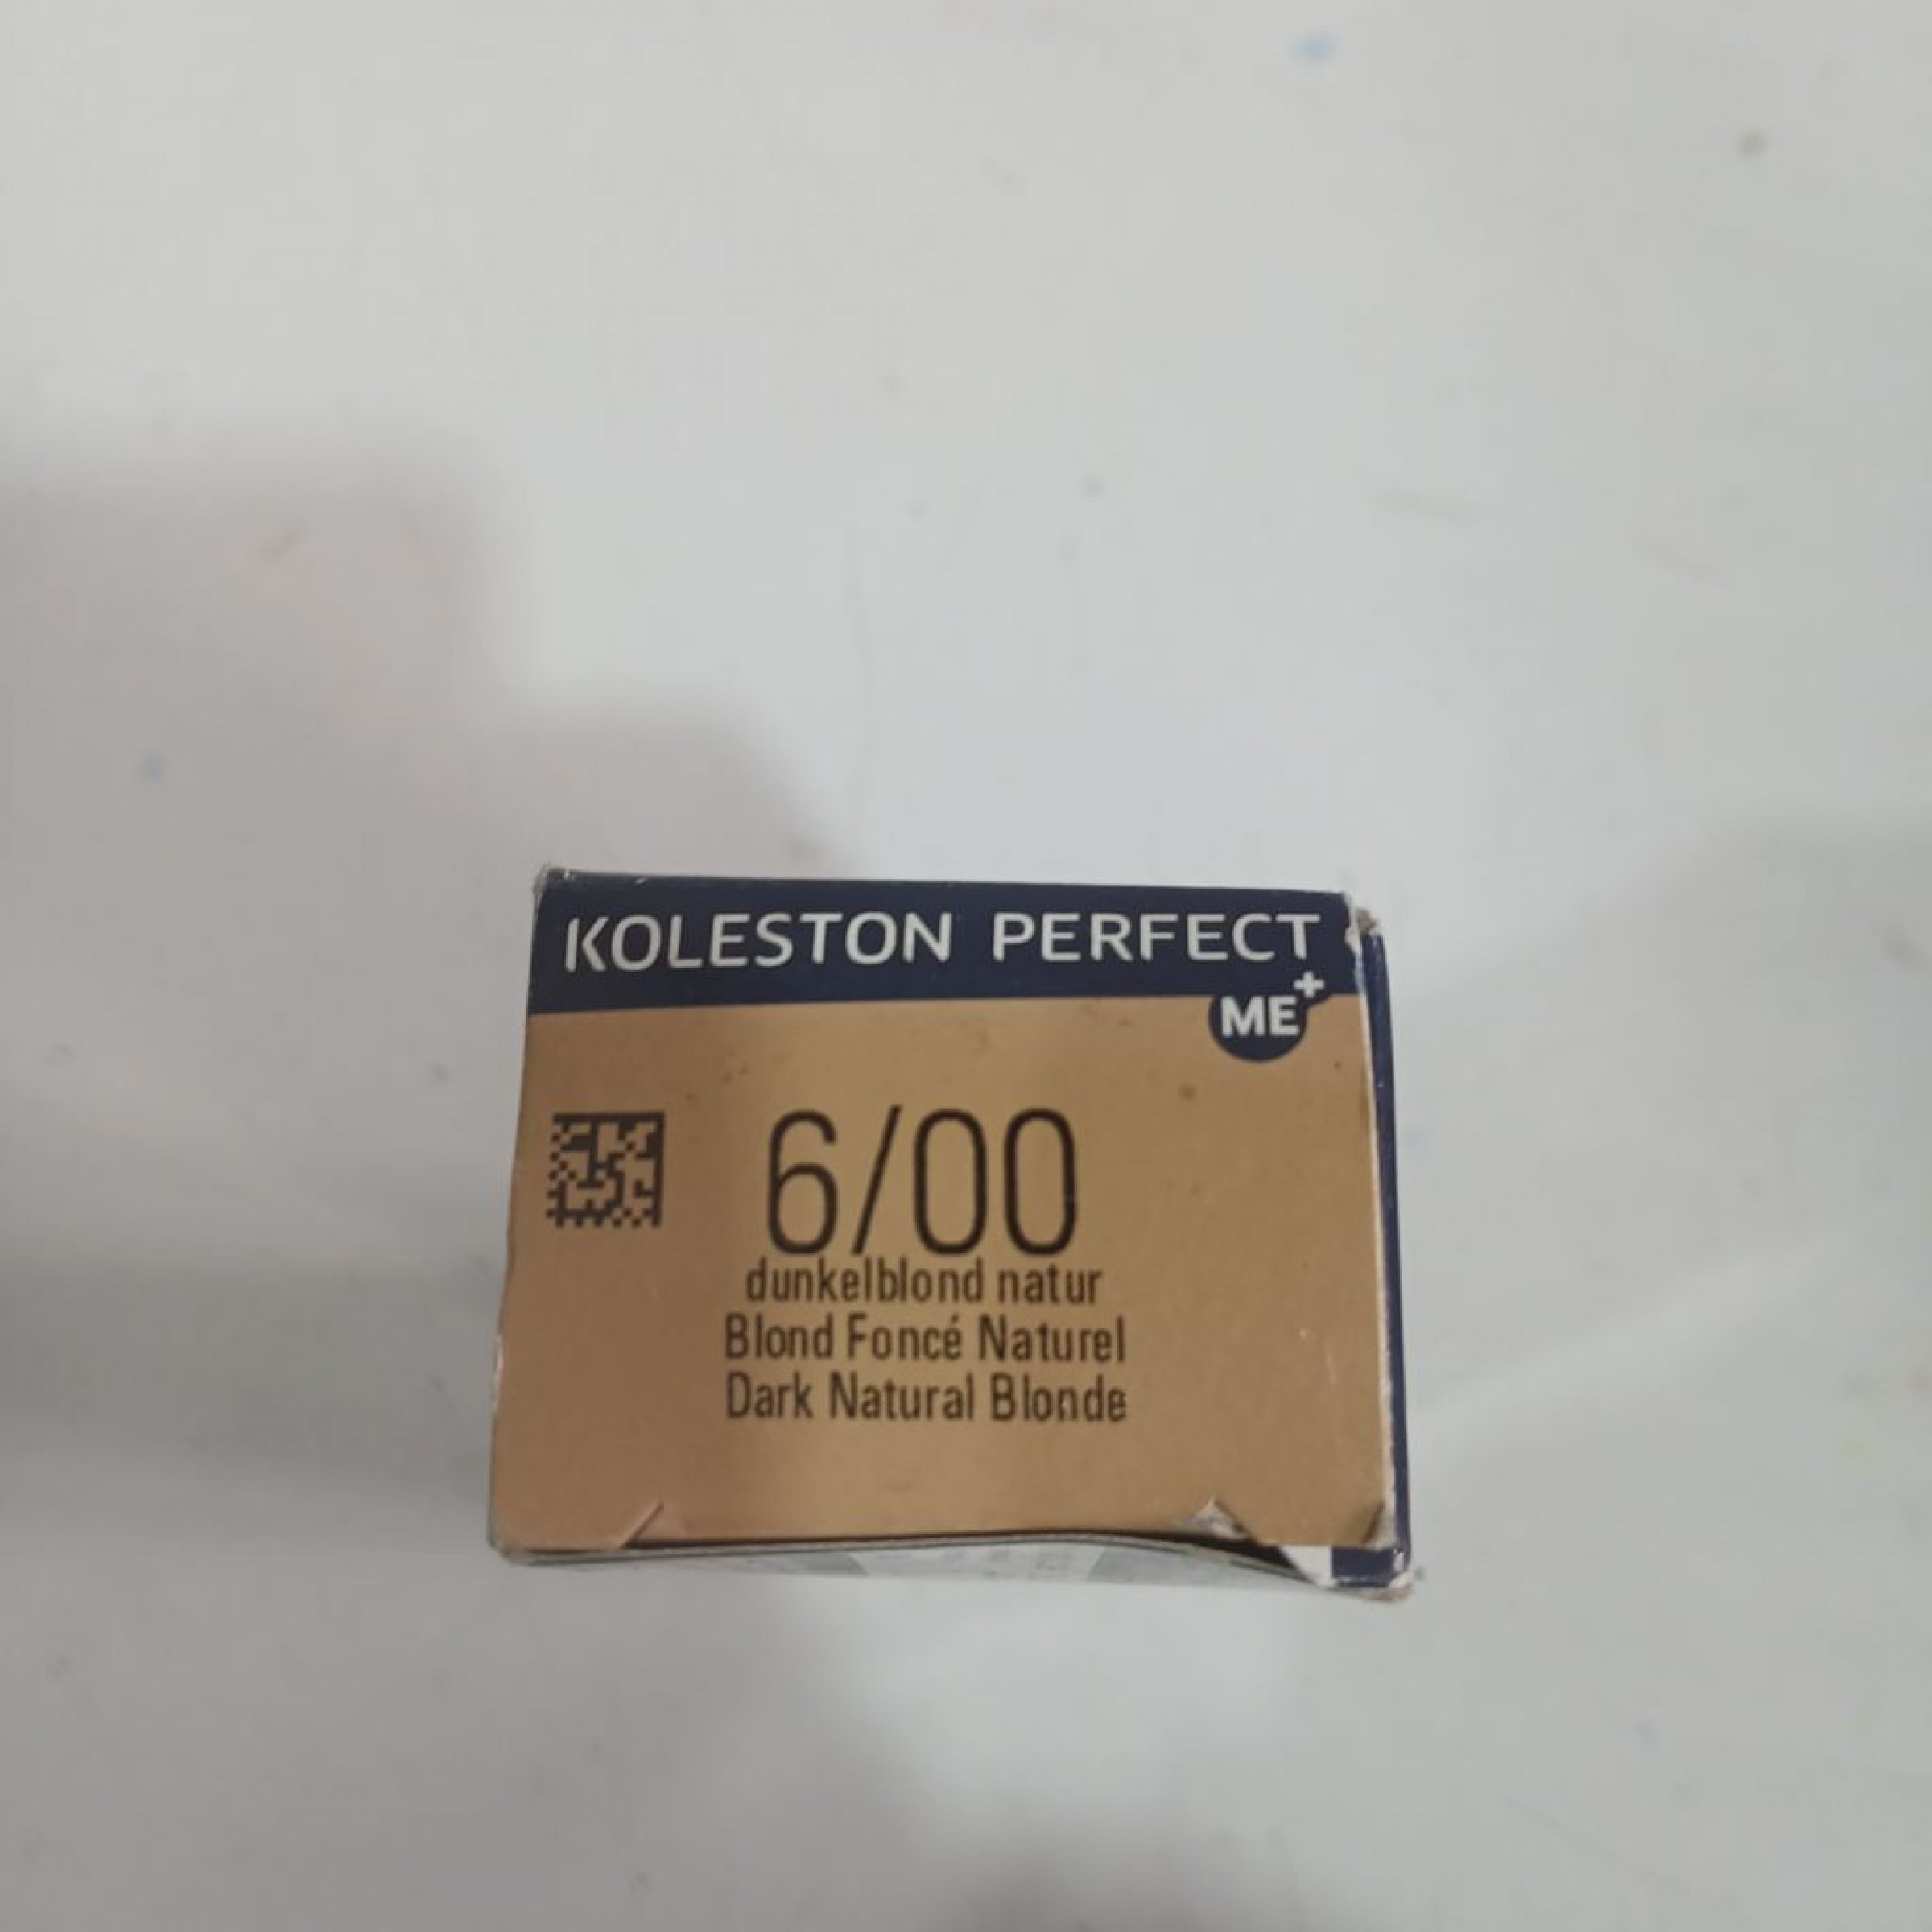 KOLESTON PERFECT
ME+
6/00
dunkelblond natur
Blond Foncé Naturel
Dark Natural Blonde